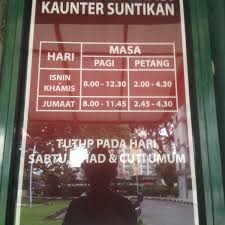 KAUNTER SUNTIKAN
HARI MASA
PAGI PETANG
ISNIN - KHAMIS 8.00 - 12.30 2.00 - 4.30
JUMAAT 8.00 - 11.45 2.45 - 4.30
TUTUP PADA HARI
SABTU, AHAD & CUTI UMUM